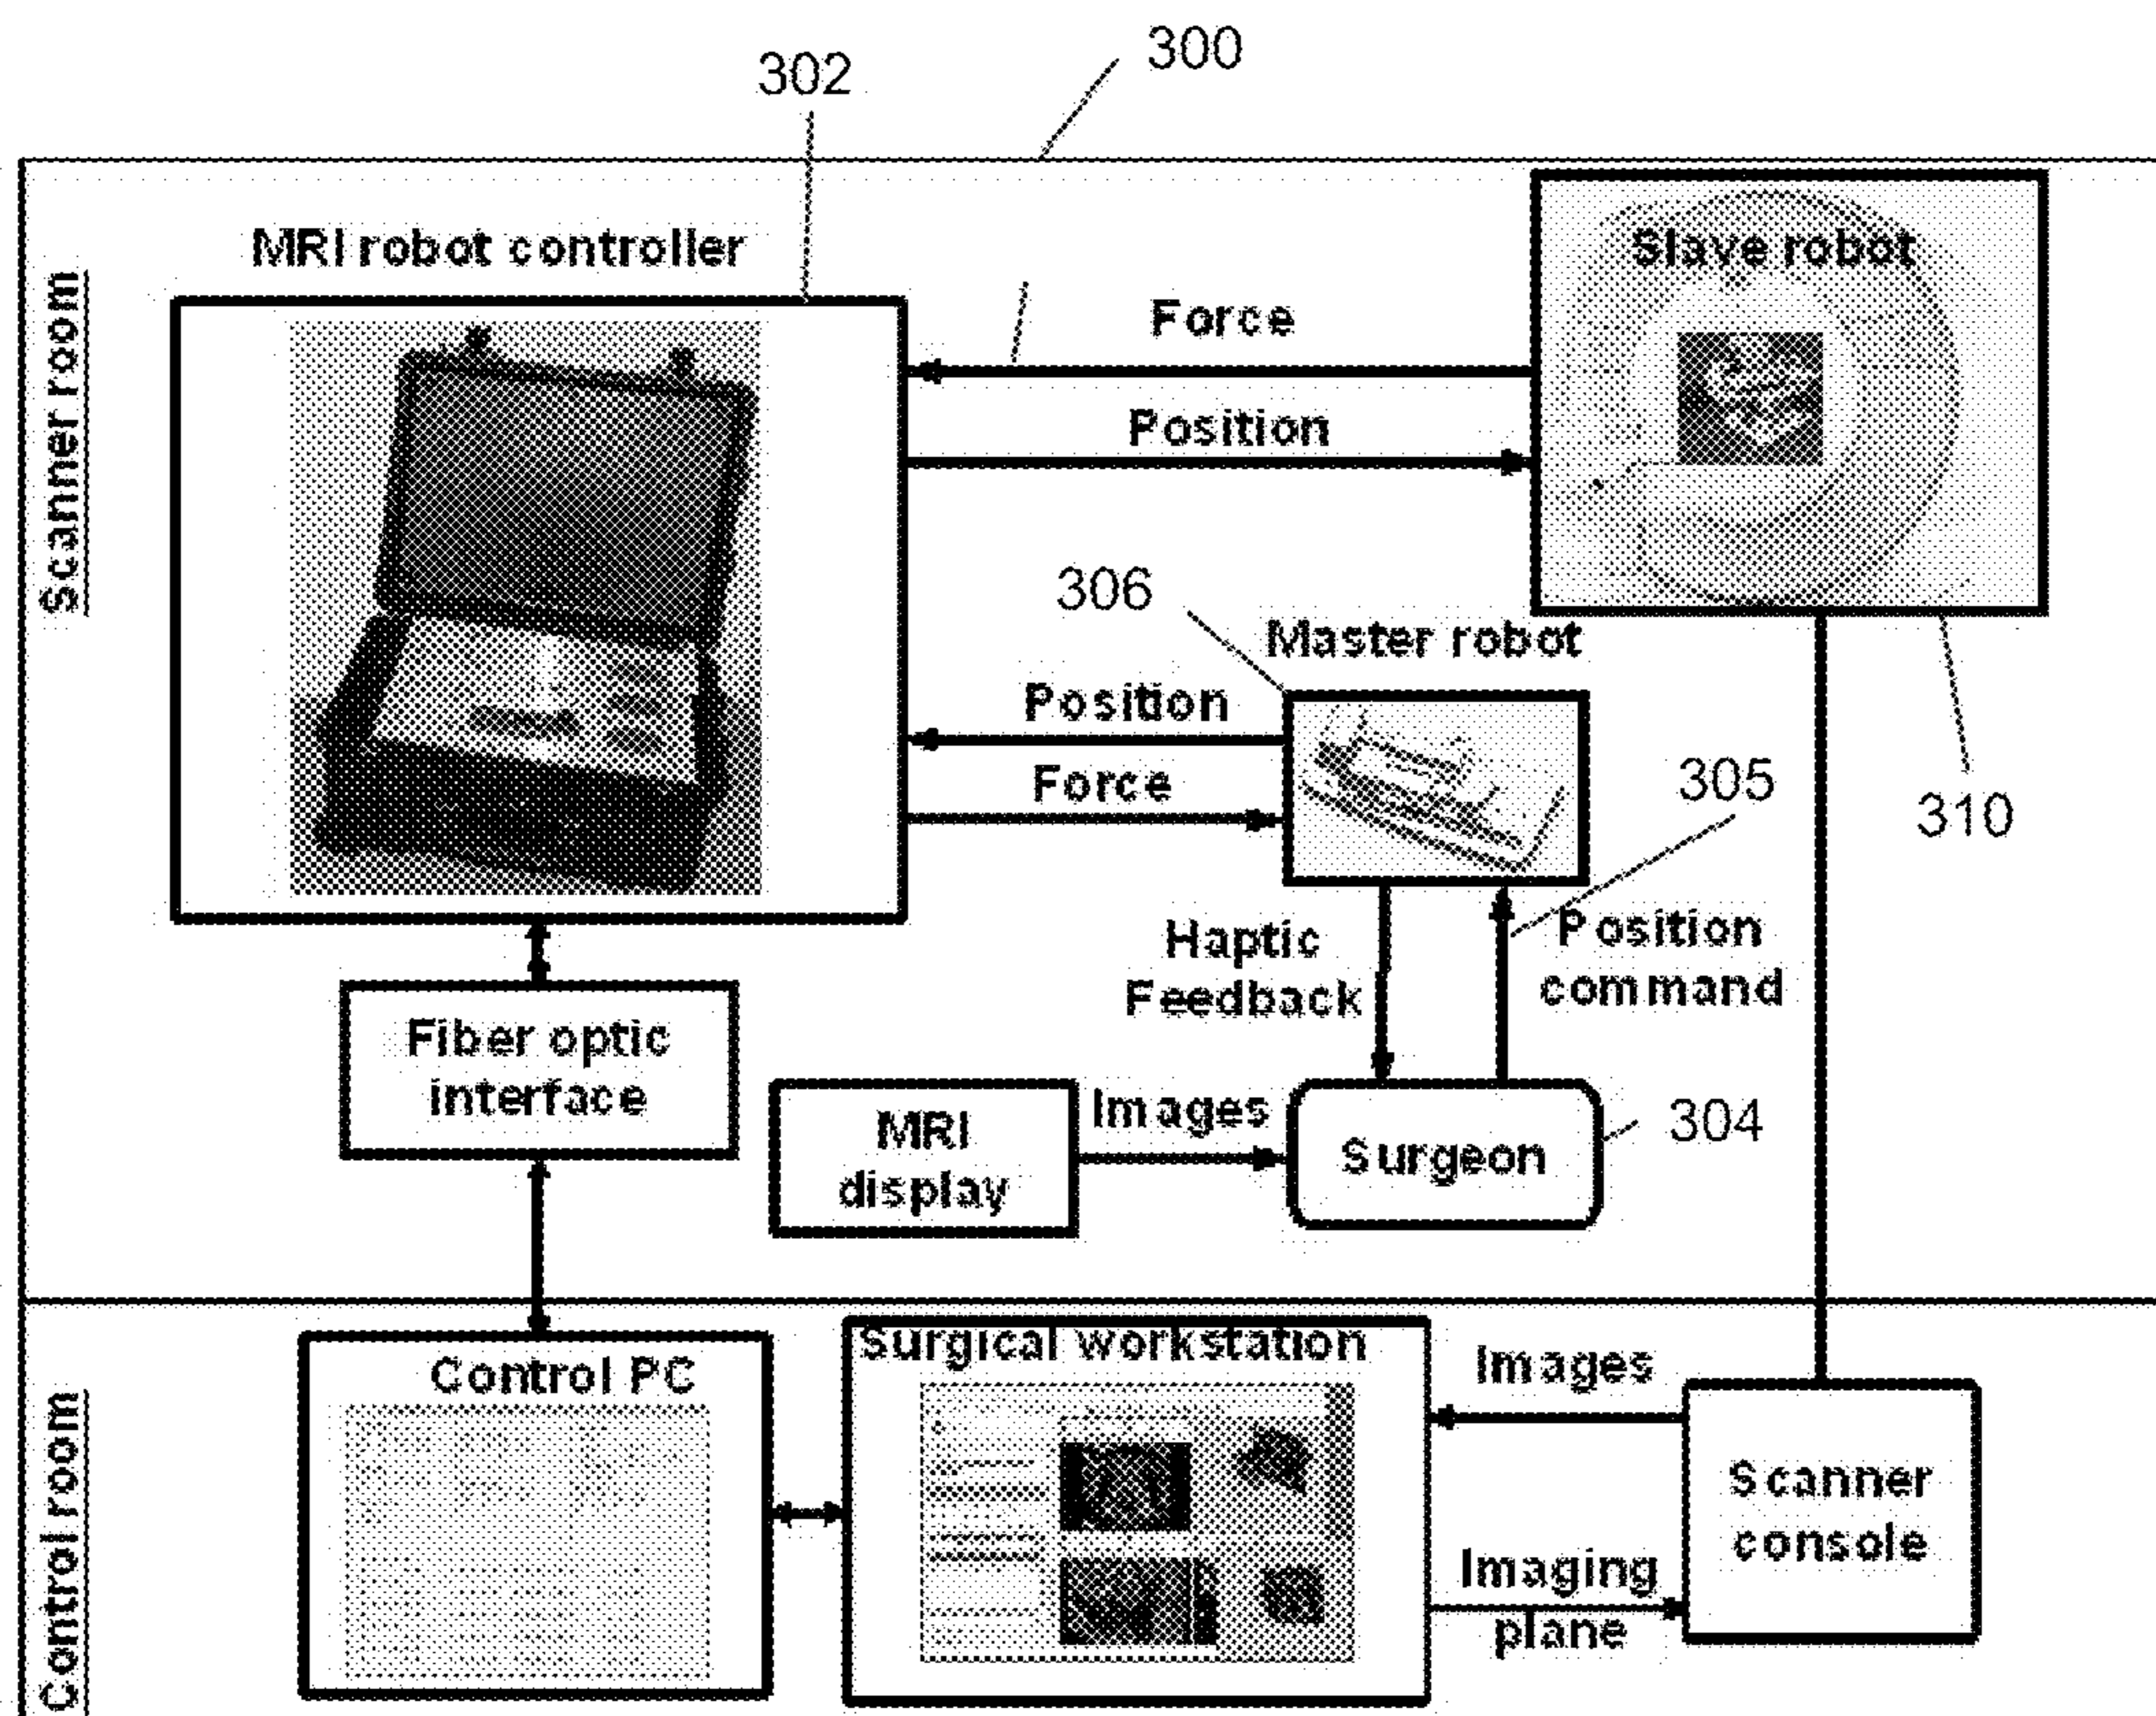 300
302
Scanner room
MRI robot controller
Slave robot
Force
Position
306
Master robot
Position
Force
305
310
Haptic
Feedback
Position
command
Fiber optic
interface
MRI
display
Images
Surgeon
304
Control room
Control PC
Surgical workstation
Images
Scanner
console
Imaging
plane